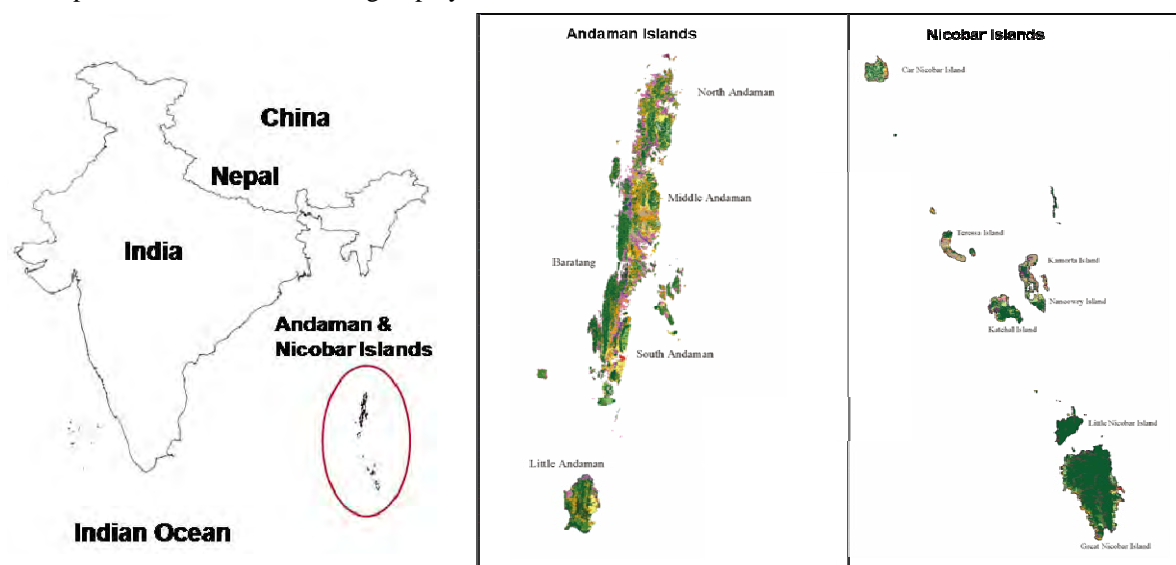 China
Nepal
India
Andaman &
Nicobar Islands
Indian Ocean
Andaman Islands
North Andaman
Middle Andaman
Baratang
South Andaman
Little Andaman
Nicobar Islands
Car Nicobar Island
Teressa Island
Kamorta Island
Nancowry Island
Katchal Island
Little Nicobar Island
Great Nicobar Island